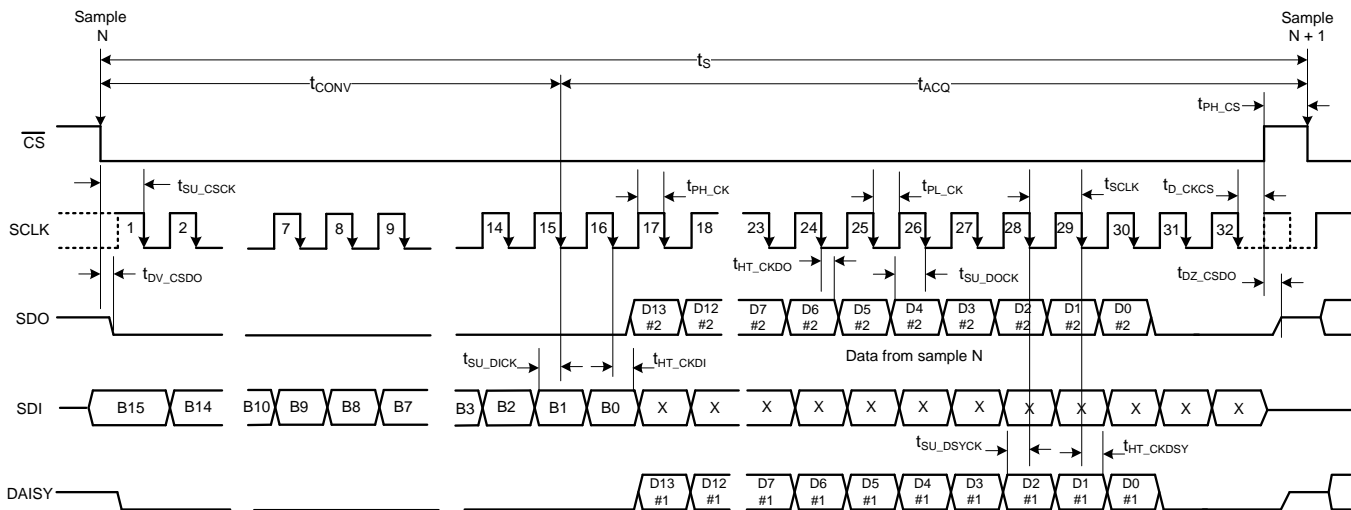 Sample
N
Sample
N + 1
tS
tCONV
tACQ
tPH_CS
CS
tSU_CSCK
tPH_CK
tPL_CK
tSCLK
tD_CKCS
SCLK
1 2 7 8 9 14 15 16 17 18 23 24 25 26 27 28 29 30 31 32
tDV_CSDO
tHT_CKDO
tSU_DOCK
tDZ_CSDO
SDO
D13 D12 D7 D6 D5 D4 D3 D2 D1 D0
#2 #2 #2 #2 #2 #2 #2 #2 #2 #2
tSU_DICK
tHT_CKDI
Data from sample N
SDI
B15 B14 B10 B9 B8 B7 B3 B2 B1 B0 X X X X X X X X X X X X
tSU_DSYCK
tHT_CKDSY
DAISY
D13 D12 D7 D6 D5 D4 D3 D2 D1 D0
#1 #1 #1 #1 #1 #1 #1 #1 #1 #1